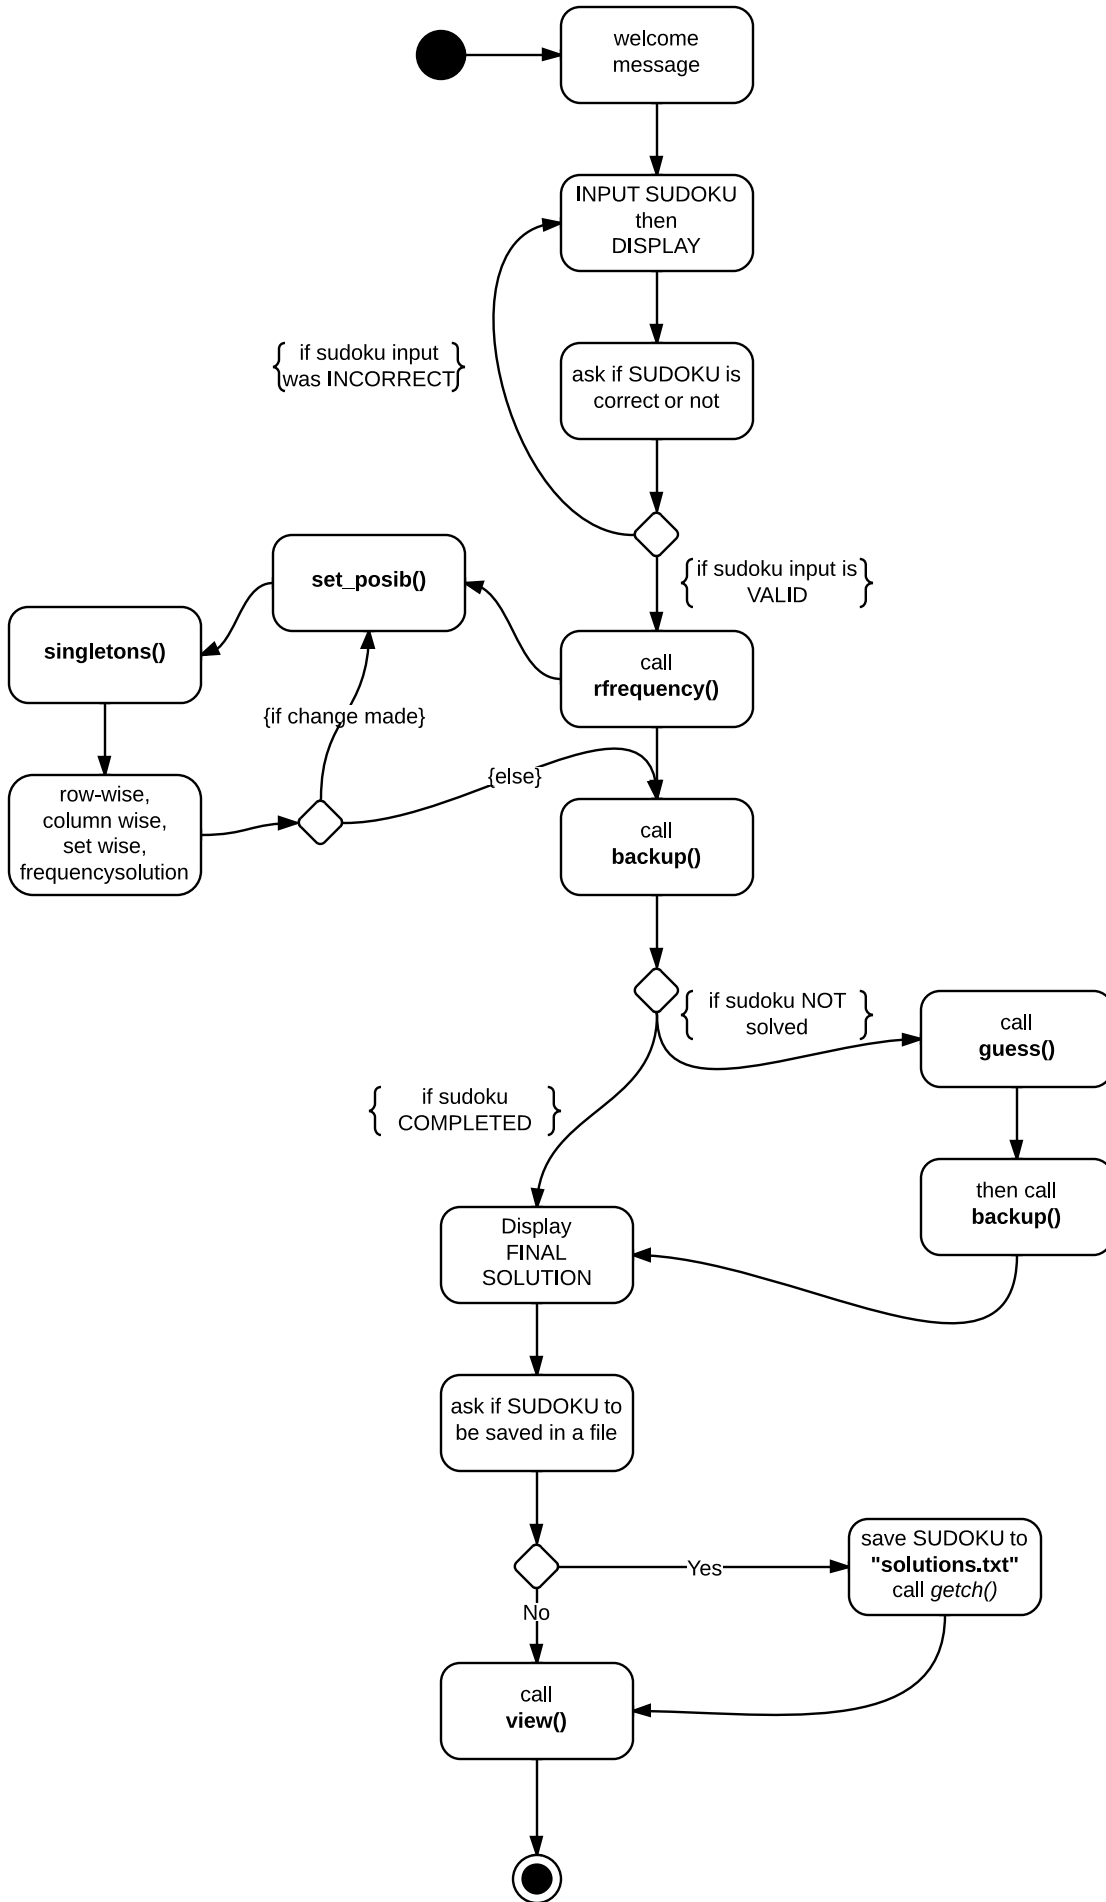 welcome
message
INPUT SUDOKU
then
DISPLAY
if sudoku input
was INCORRECT
ask if SUDOKU is
correct or not
if sudoku input is
VALID
set_posib()
singletons()
call
rfrequency()
{if change made}
{else}
row-wise,
column wise,
set wise,
frequencysolution
call
backup()
if sudoku NOT
solved
call
guess()
if sudoku
COMPLETED
then call
backup()
Display
FINAL
SOLUTION
ask if SUDOKU to
be saved in a file
Yes
save SUDOKU to
"solutions.txt"
call getch()
No
call
view()